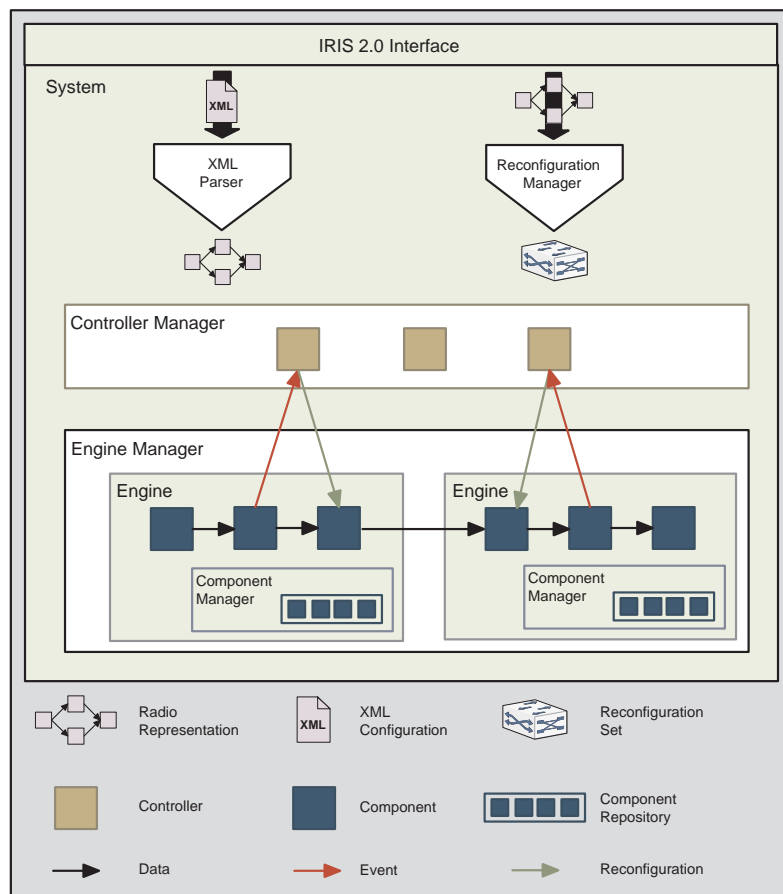 IRIS 2.0 Interface
System
XML
XML
Parser
Reconfiguration
Manager
Controller Manager
Engine Manager
Engine
Engine
Component
Manager
Component
Manager
Radio
Representation
XML
XML
Configuration
Reconfiguration
Set
Controller
Component
Component
Repository
Data
Event
Reconfiguration